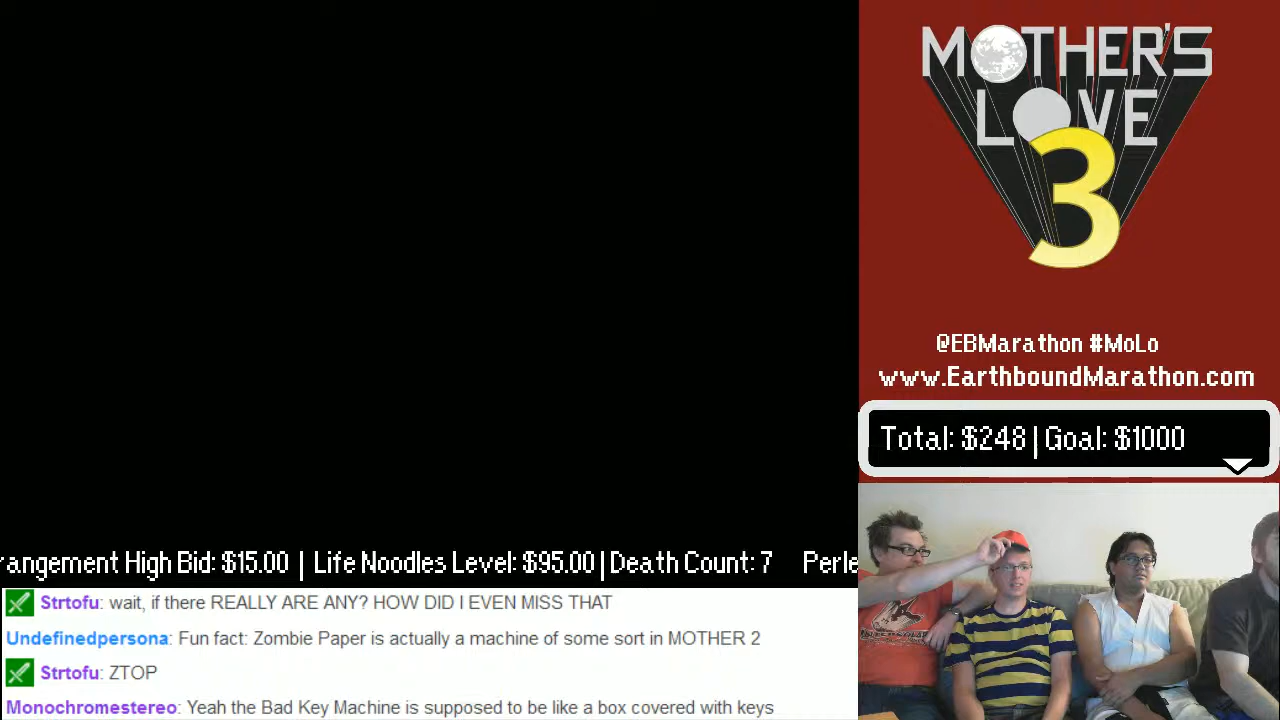 MOTHER'S
LOVE
3
@EBMarathon #MoLo
www.EarthboundMarathon.com
Total: $248 | Goal: $1000
rangement High Bid: $15.00 | Life Noodles Level: $95.00 | Death Count: 7 Perle
Strtofu: wait, if there REALLY ARE ANY? HOW DID I EVEN MISS THAT
Undefinedpersona: Fun fact: Zombie Paper is actually a machine of some sort in MOTHER 2
Strtofu: ZTOP
Monochromestereo: Yeah the Bad Key Machine is supposed to be like a box covered with keys